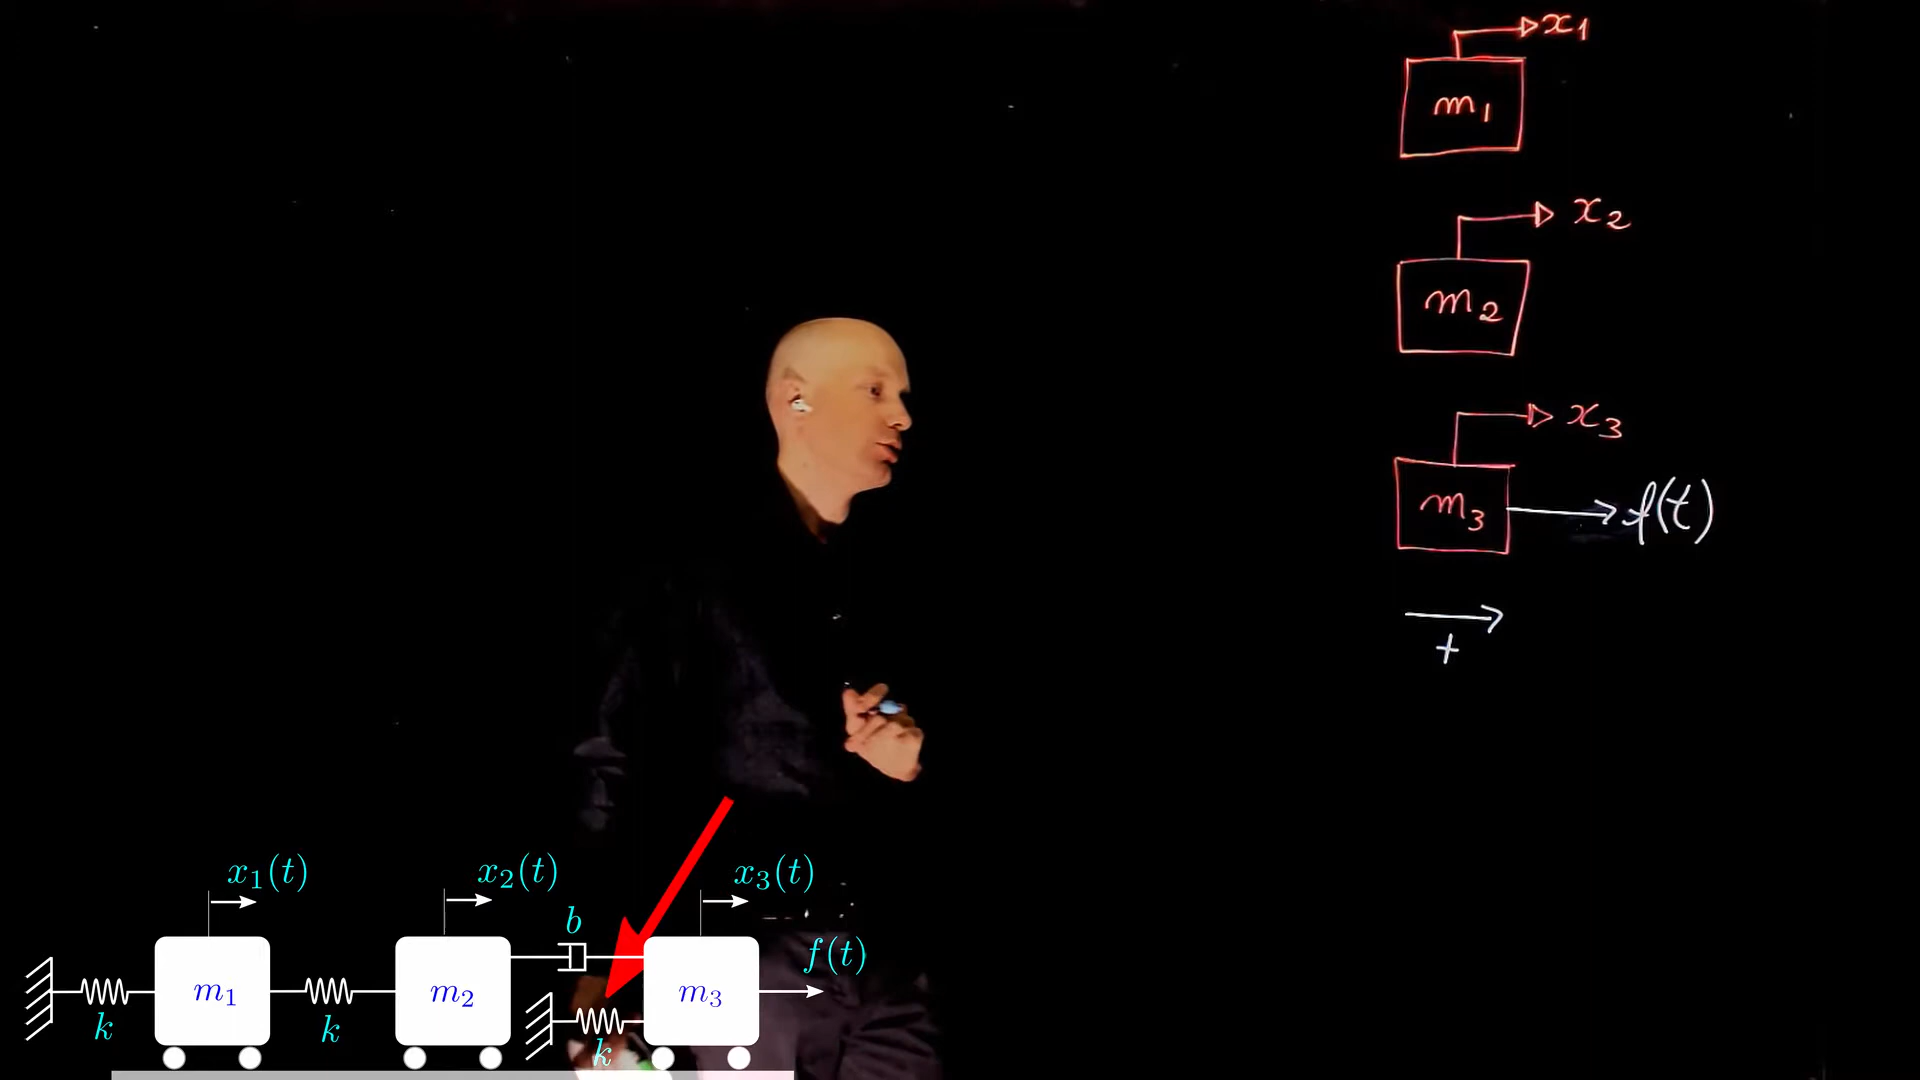 x1
m1
x2
m2
x3
m3 f(t)
+
x₁(t) x₂(t) x₃(t)
b
f(t)
m₁ m₂ m₃
k k k